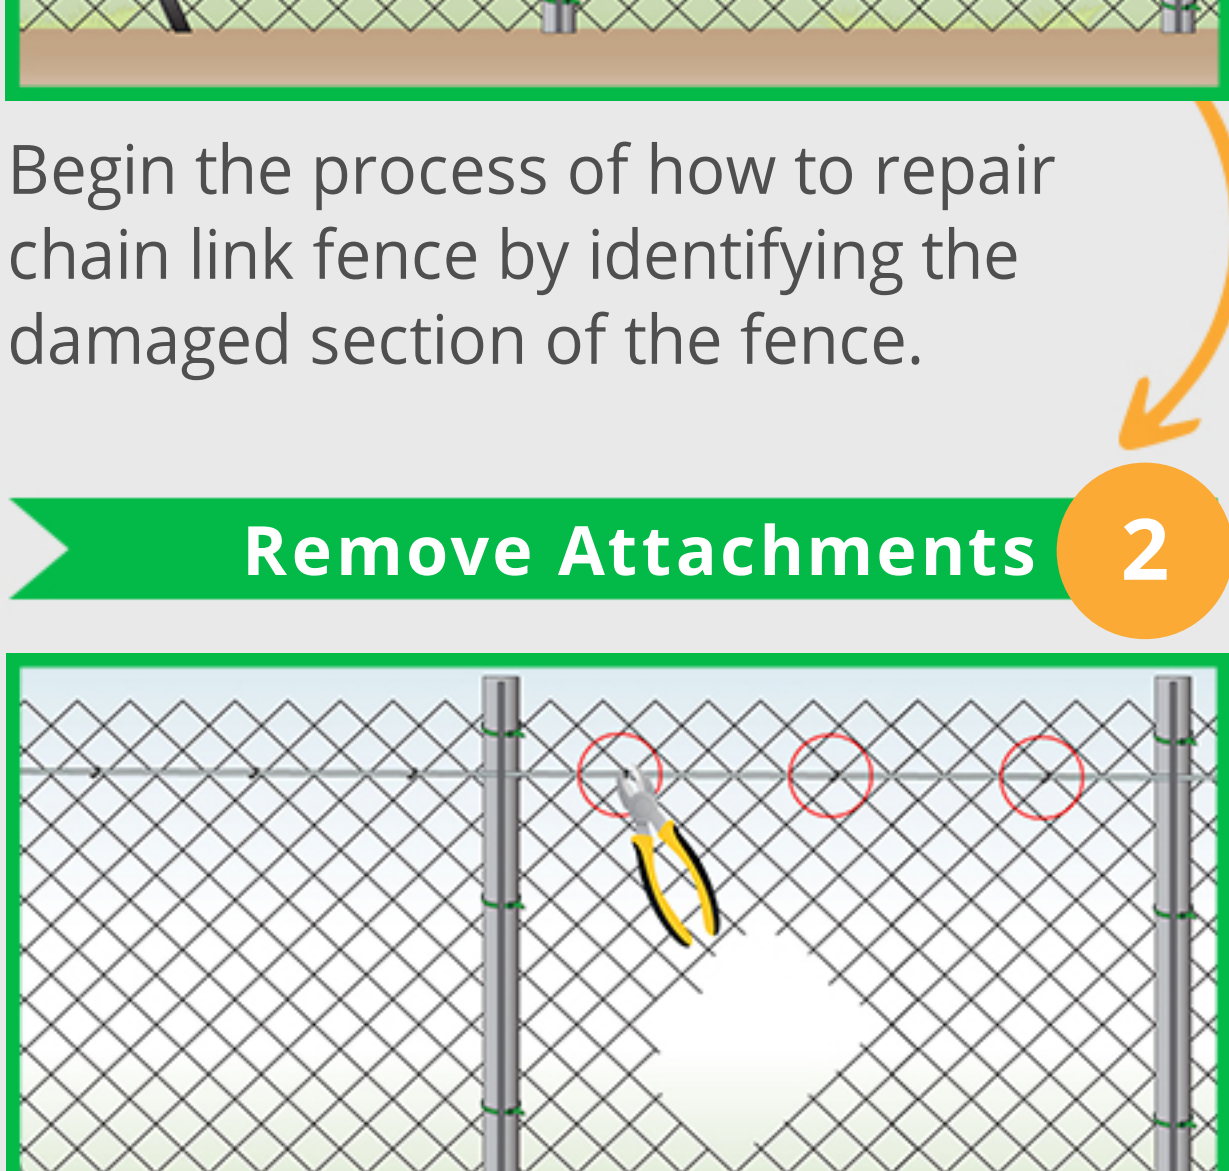 Begin the process of how to repair
chain link fence by identifying the
damaged section of the fence.
Remove Attachments
2